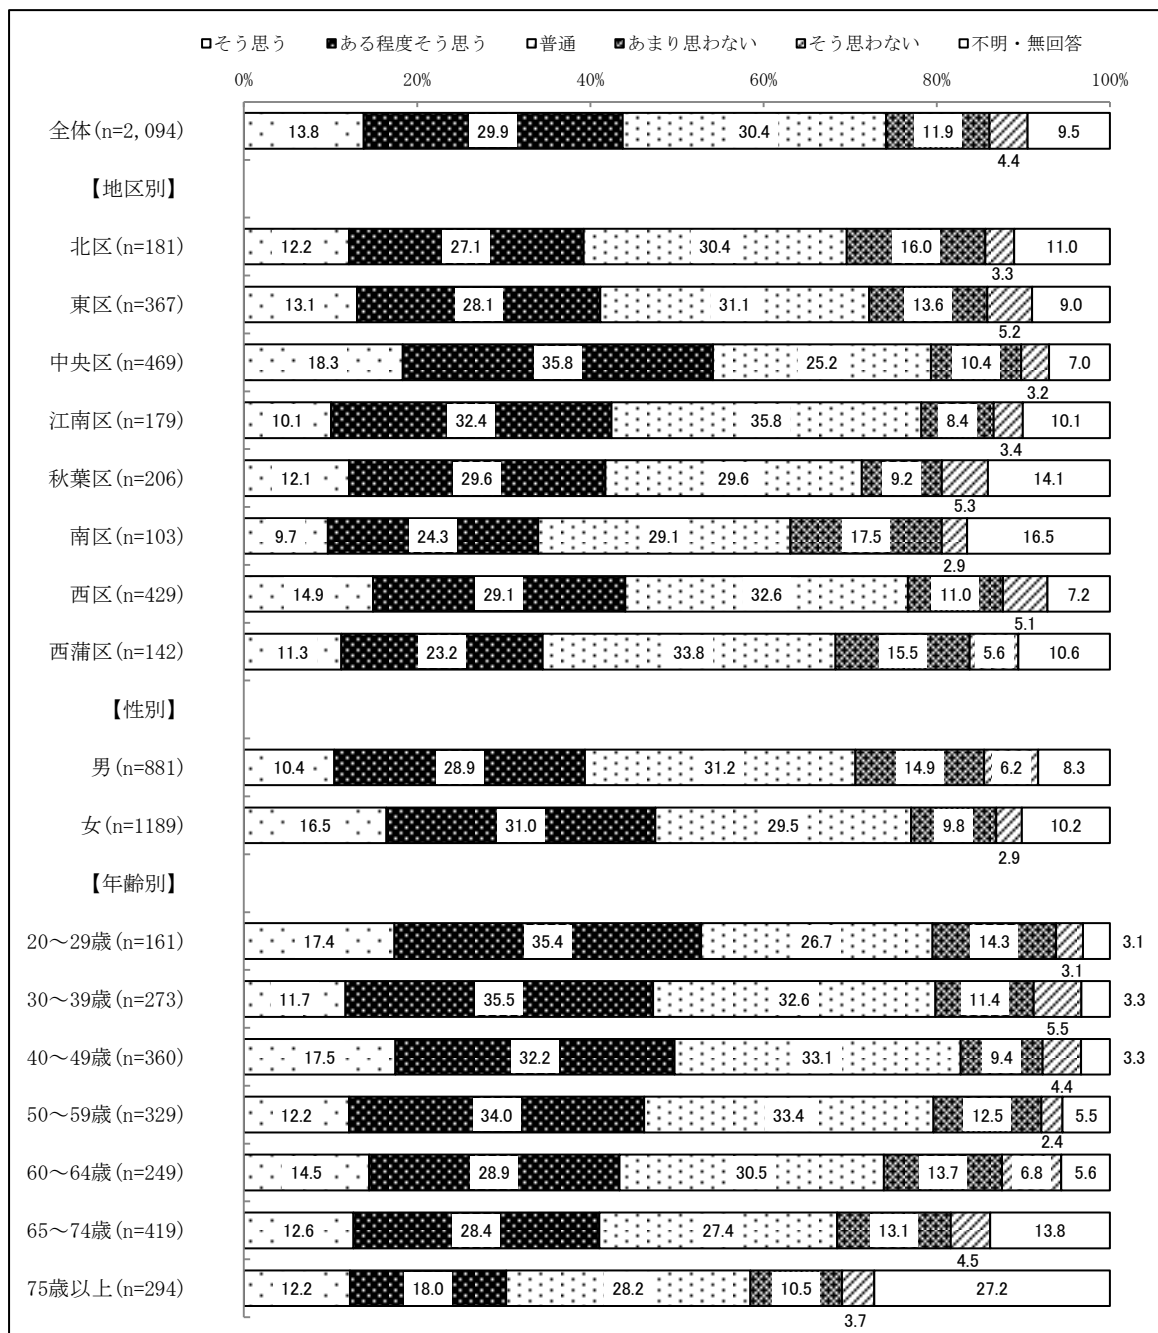 □そう思う ■ある程度そう思う □普通 ■あまり思わない □そう思わない □不明・無回答
0% 20% 40% 60% 80% 100%
全体(n=2,094) 13.8 29.9 30.4 11.9 9.5
4.4
【地区別】
北区(n=181) 12.2 27.1 30.4 16.0 11.0
3.3
東区(n=367) 13.1 28.1 31.1 13.6 9.0
5.2
中央区(n=469) 18.3 35.8 25.2 10.4 7.0
3.2
江南区(n=179) 10.1 32.4 35.8 8.4 10.1
3.4
秋葉区(n=206) 12.1 29.6 29.6 9.2 14.1
5.3
南区(n=103) 9.7 24.3 29.1 17.5 16.5
2.9
西区(n=429) 14.9 29.1 32.6 11.0 7.2
5.1
西蒲区(n=142) 11.3 23.2 33.8 15.5 5.6 10.6
【性別】
男(n=881) 10.4 28.9 31.2 14.9 6.2 8.3
女(n=1189) 16.5 31.0 29.5 9.8 10.2
2.9
【年齢別】
20～29歳(n=161) 17.4 35.4 26.7 14.3 3.1
3.1
30～39歳(n=273) 11.7 35.5 32.6 11.4 3.3
5.5
40～49歳(n=360) 17.5 32.2 33.1 9.4 3.3
4.4
50～59歳(n=329) 12.2 34.0 33.4 12.5 5.5
2.4
60～64歳(n=249) 14.5 28.9 30.5 13.7 6.8 5.6
65～74歳(n=419) 12.6 28.4 27.4 13.1 13.8
4.5
75歳以上(n=294) 12.2 18.0 28.2 10.5 27.2
3.7